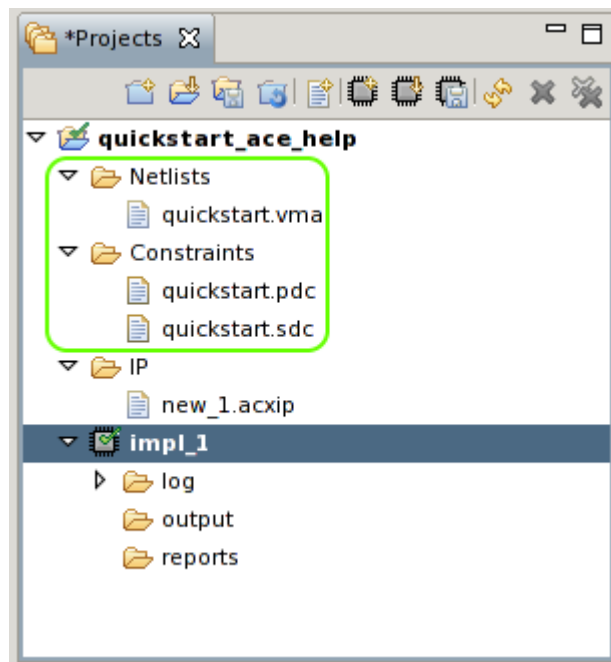 *Projects
quickstart_ace_help
Netlists
quickstart.vma
Constraints
quickstart.pdc
quickstart.sdc
IP
new_1.acxip
impl_1
log
output
reports